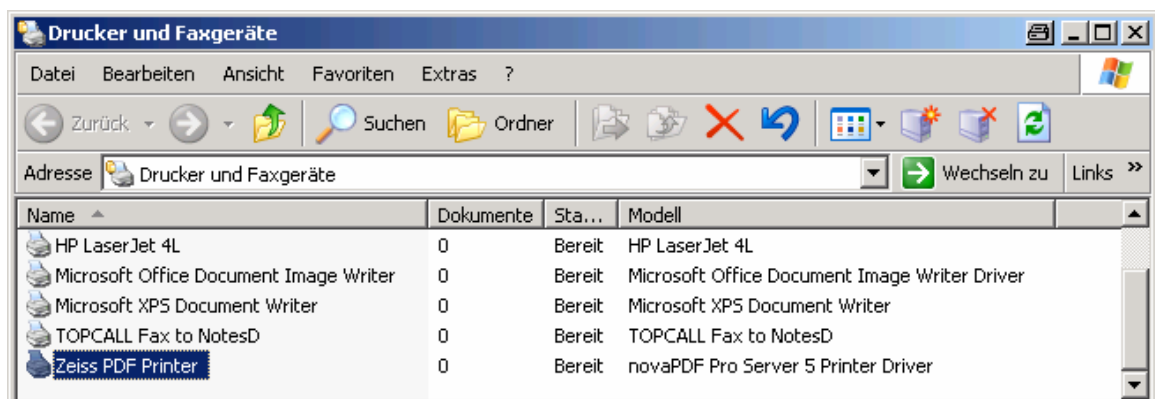 Drucker und Faxgeräte
Datei Bearbeiten Ansicht Favoriten Extras ?
Zurück Suchen Ordner
Adresse Drucker und Faxgeräte Wechseln zu Links »
Name Dokumente Sta... Modell
HP LaserJet 4L 0 Bereit HP LaserJet 4L
Microsoft Office Document Image Writer 0 Bereit Microsoft Office Document Image Writer Driver
Microsoft XPS Document Writer 0 Bereit Microsoft XPS Document Writer
TOPCALL Fax to NotesD 0 Bereit TOPCALL Fax to NotesD
Zeiss PDF Printer 0 Bereit novaPDF Pro Server 5 Printer Driver